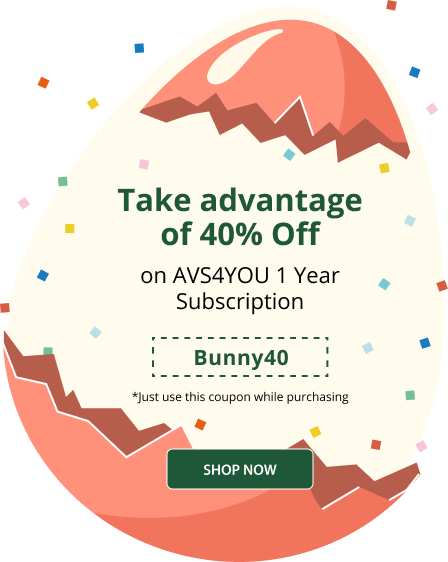 Take advantage
of 40% Off
on AVS4YOU 1 Year
Subscription
Bunny40
*Just use this coupon while purchasing
SHOP NOW